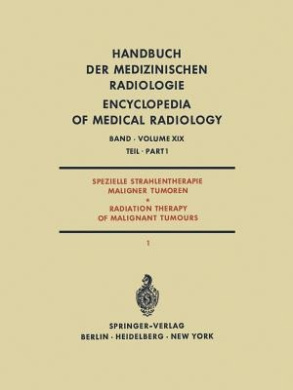 HANDBUCH
DER MEDIZINISCHEN
RADIOLOGIE
ENCYCLOPEDIA
OF MEDICAL RADIOLOGY
BAND · VOLUME XIX
TEIL · PART 1
SPEZIELLE STRAHLENTHERAPIE
MALIGNER TUMOREN
•
RADIATION THERAPY
OF MALIGNANT TUMOURS
1
SPRINGER-VERLAG
BERLIN · HEIDELBERG · NEW YORK